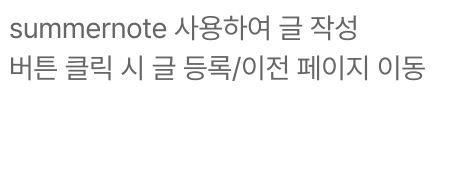 summernote 사용하여 글 작성
버튼 클릭 시 글 등록/이전 페이지 이동